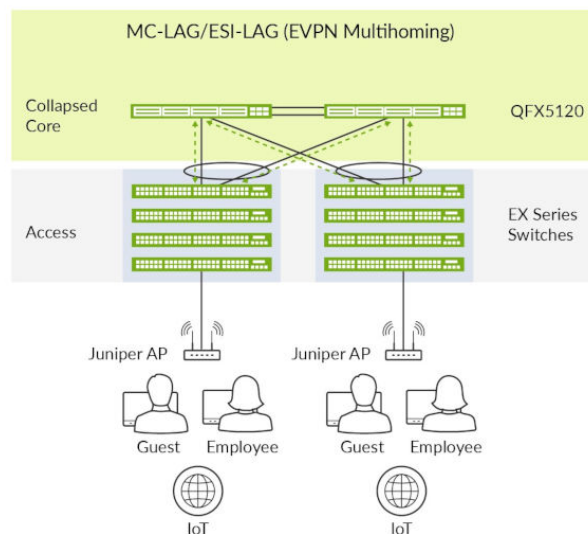 MC-LAG/ESI-LAG (EVPN Multihoming)
Collapsed
Core
QFX5120
Access
EX Series
Switches
Juniper AP
Juniper AP
Guest
Employee
Guest
Employee
IoT
IoT